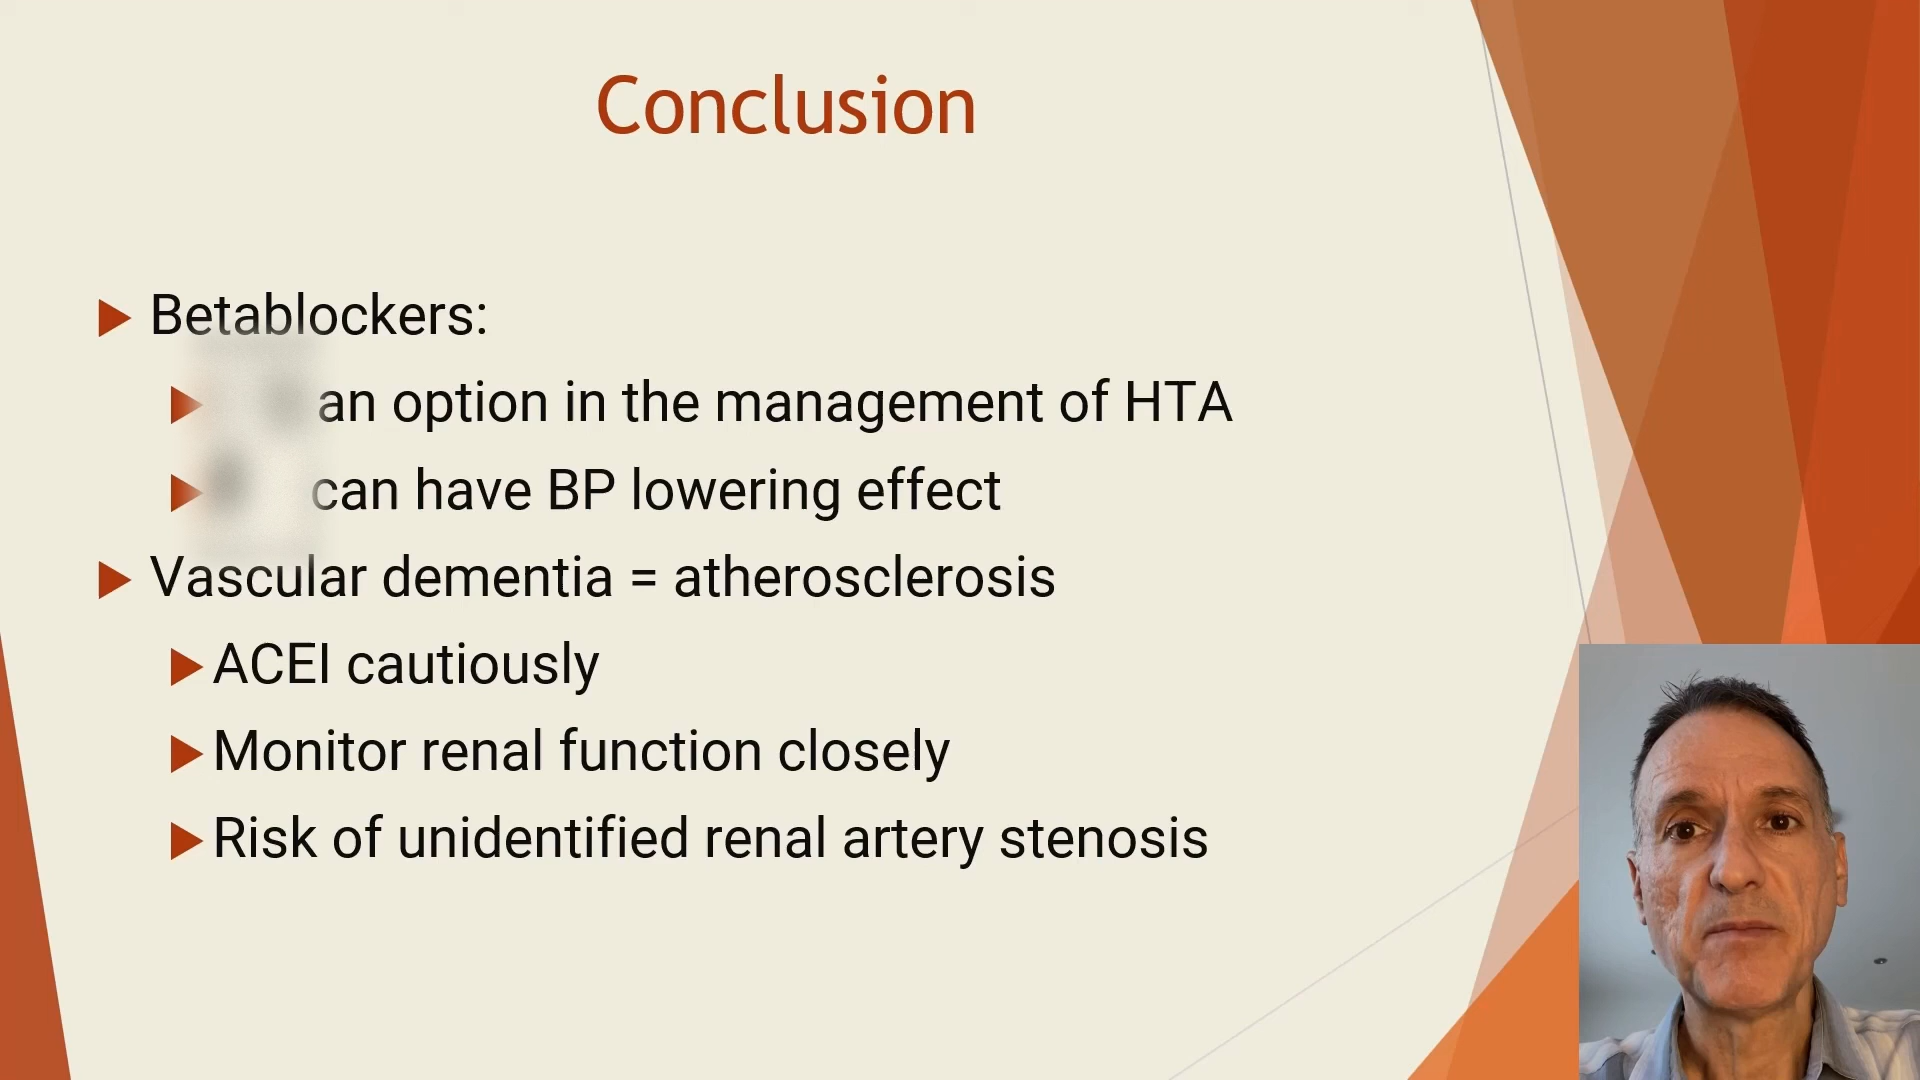 Conclusion
Betablockers:
an option in the management of HTA
can have BP lowering effect
Vascular dementia = atherosclerosis
ACEI cautiously
Monitor renal function closely
Risk of unidentified renal artery stenosis